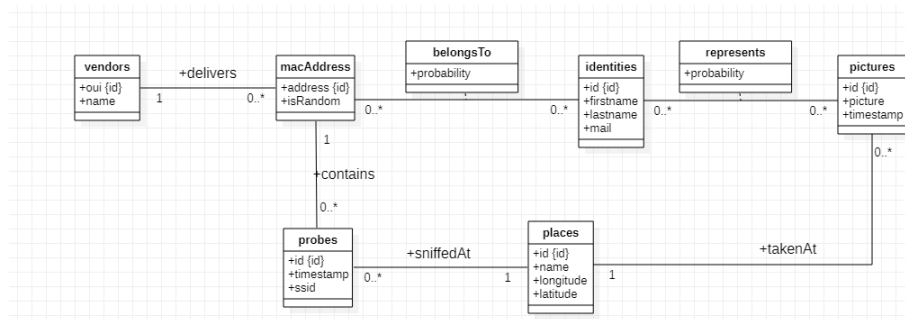 belongsTo
+probability
represents
+probability
vendors
+oui {id}
+name
+delivers
1
0..*
macAddress
+address {id}
+isRandom
0..*
0..*
identities
+id {id}
+firstname
+lastname
+mail
0..*
0..*
pictures
+id {id}
+picture
+timestamp
1
+contains
0..*
0..*
probes
+id {id}
+timestamp
+ssid
+sniffedAt
0..*
1
places
+id {id}
+name
+longitude
+latitude
+takenAt
1